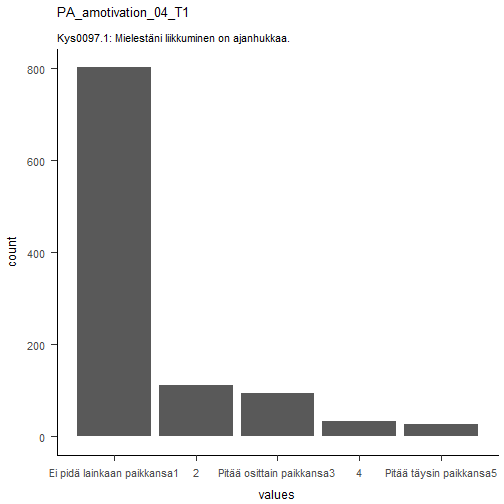 PA_amotivation_04_T1
Kys0097.1: Mielestäni liikkuminen on ajanhukkaa.
800
600
400
200
0
count
Ei pidä lainkaan paikkansa1 2 Pitää osittain paikkansa3 4 Pitää täysin paikkansa5
values